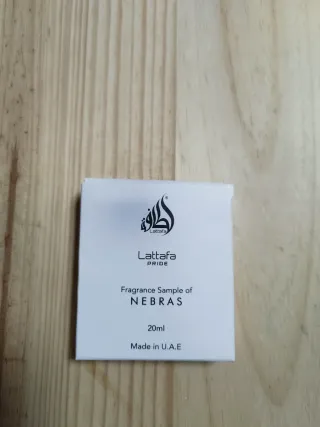 لطافة
Lattafa
Lattafa
PRIDE
Fragrance Sample of
NEBRAS
20ml
Made in U.A.E